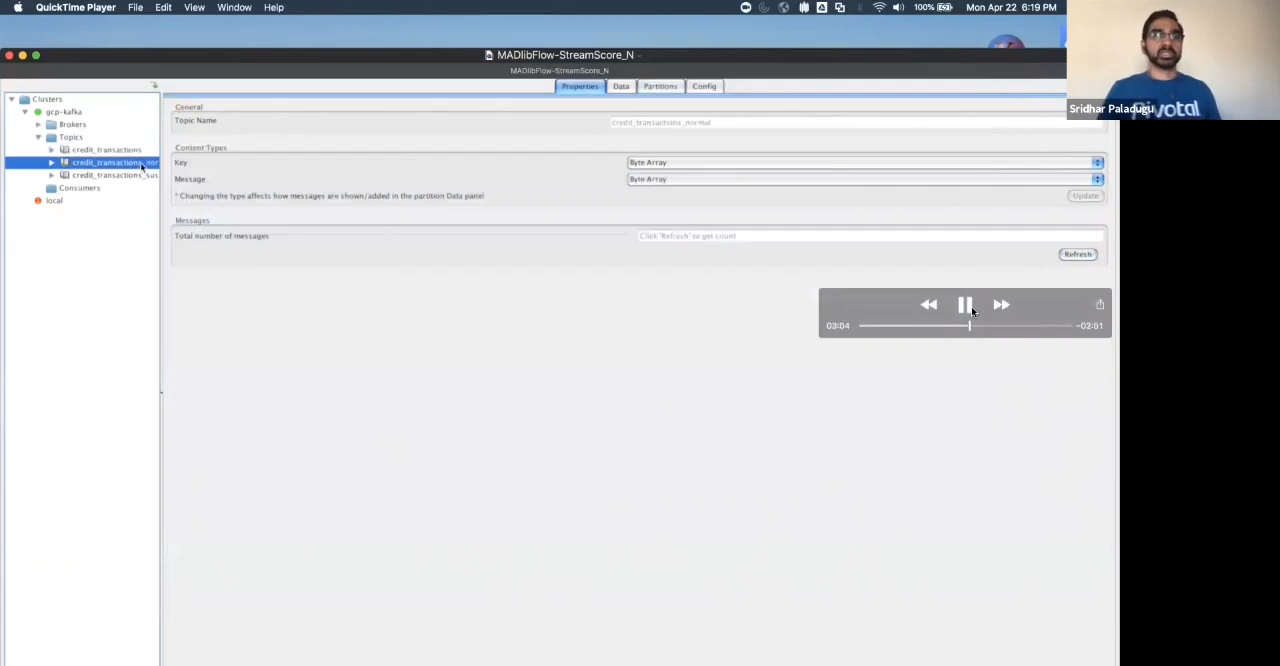 QuickTime Player File Edit View Window Help 100% Mon Apr 22 6:19 PM
MADlibFlow-StreamScore_N
MADlibFlow-StreamScore_N
Properties Data Partitions Config
Clusters
gcp-kafka
Brokers
Topics
credit_transactions
credit_transactions_nor
credit_transactions_sus
Consumers
local
General
Topic Name credit_transactions_normal
Content Types
Key Byte Array
Message Byte Array
* Changing the type affects how messages are shown/added in the partition Data panel Update
Messages
Total number of messages Click 'Refresh' to get count
Refresh
03:04 -02:51
Pivotal
Sridhar Paladugu